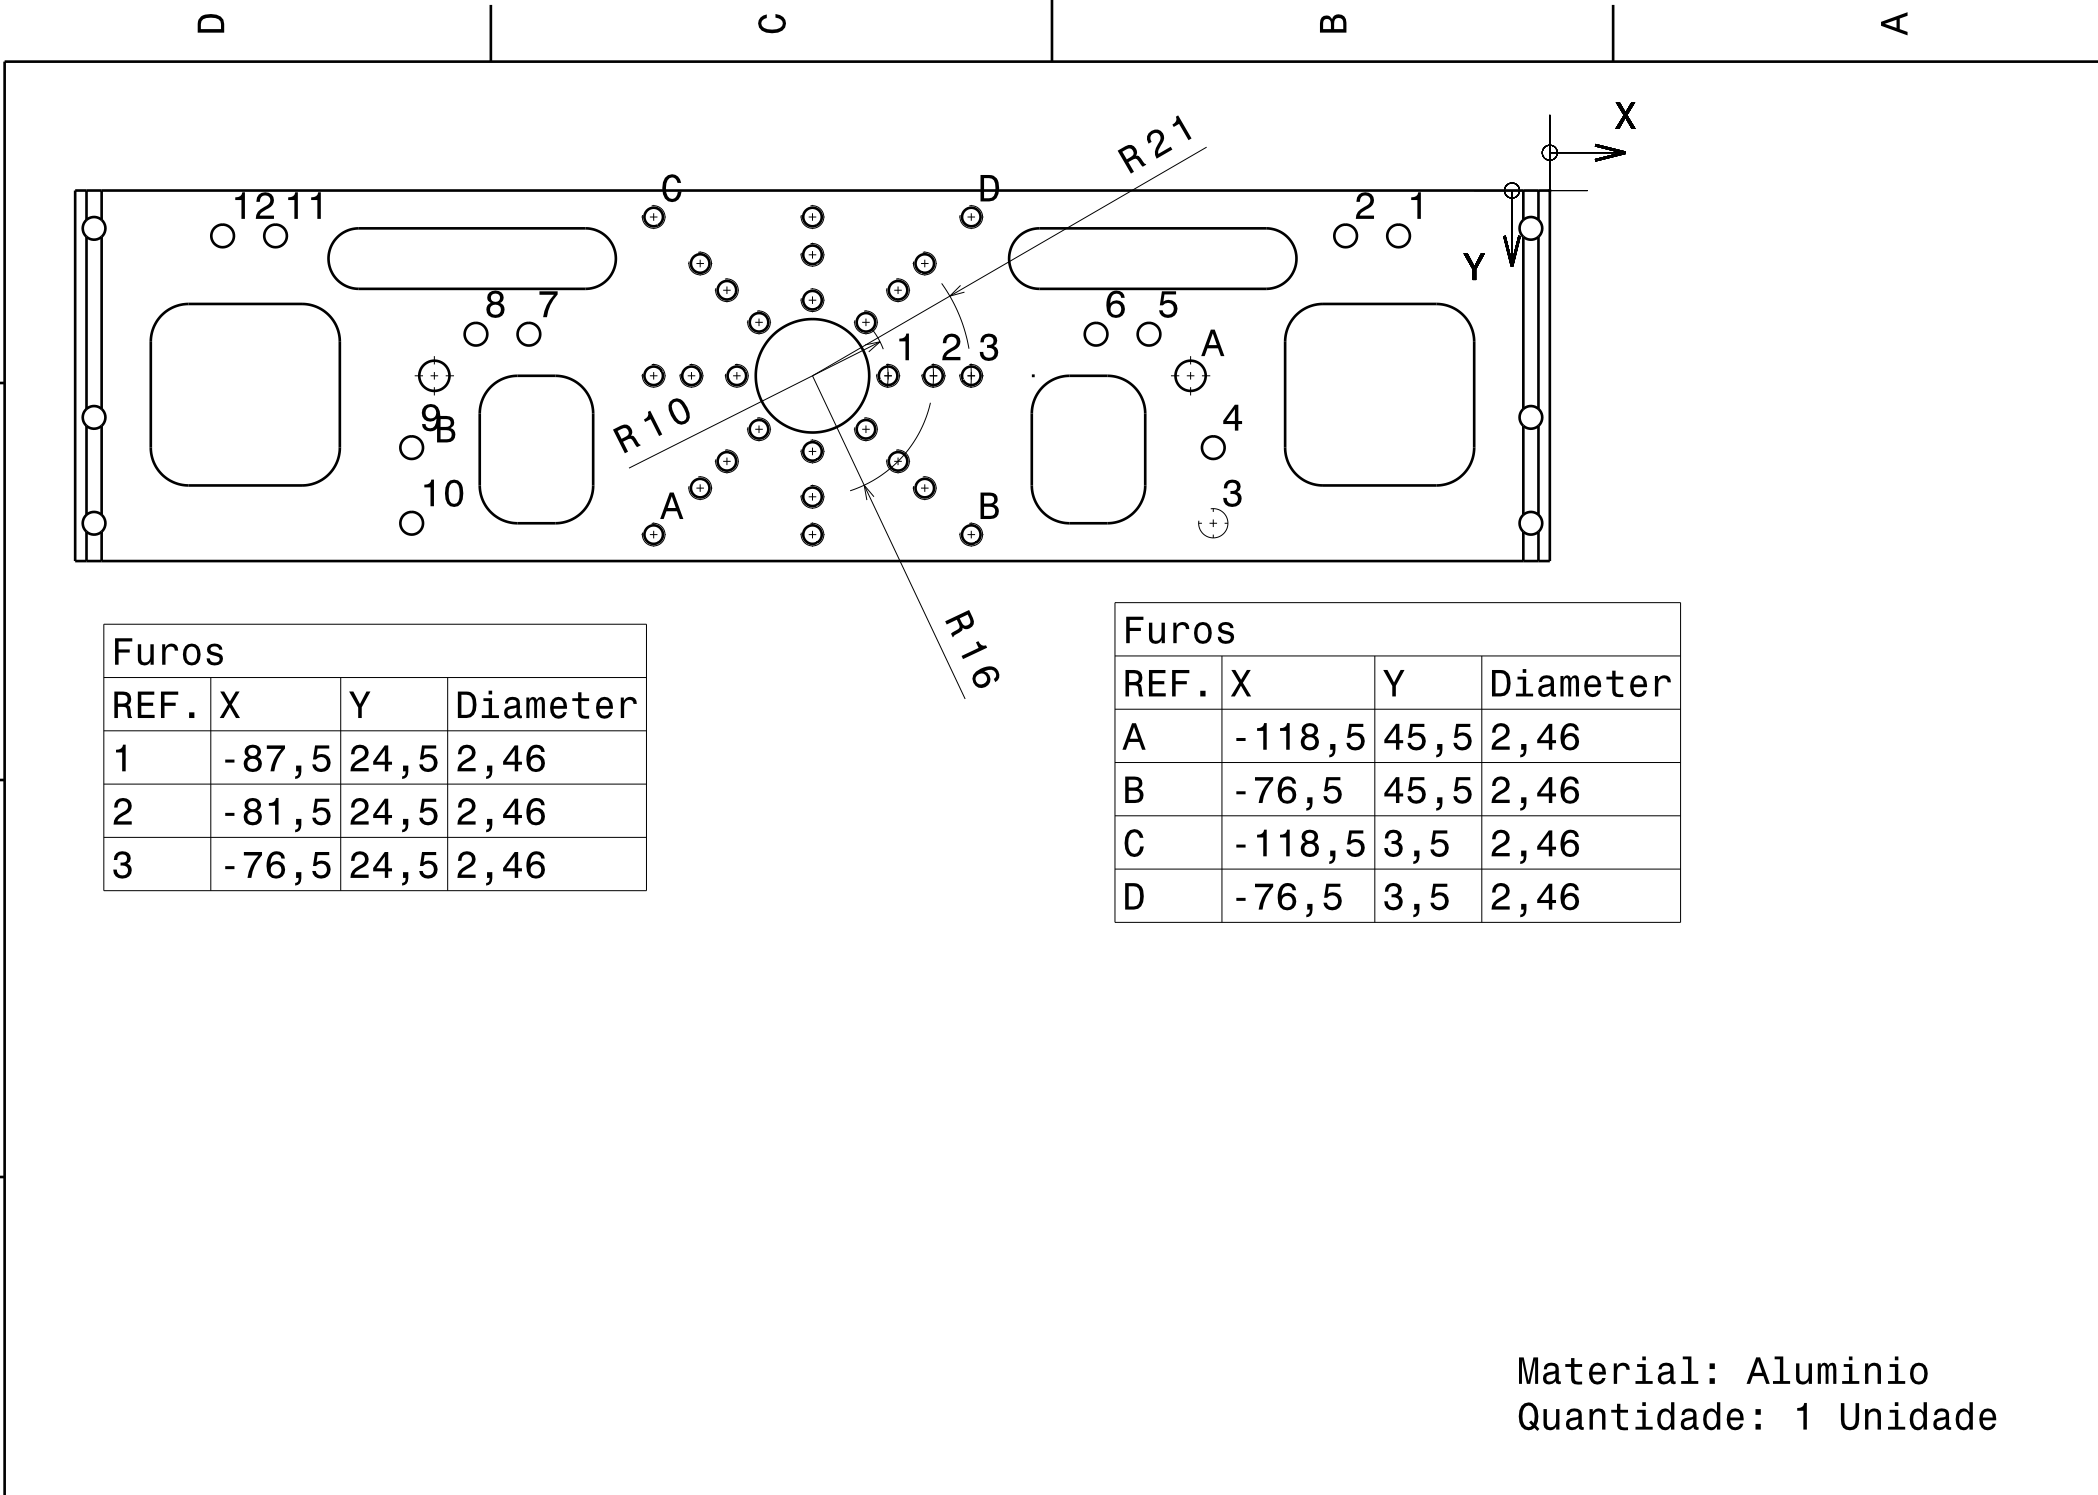 D C B A
X
R21
C D
12 11
2 1
Y
8 7
6 5
1 2 3
A
R10
9
B
4
10
A
B
3
R16
Furos
REF. X Y Diameter
1 -87,5 24,5 2,46
2 -81,5 24,5 2,46
3 -76,5 24,5 2,46
Furos
REF. X Y Diameter
A -118,5 45,5 2,46
B -76,5 45,5 2,46
C -118,5 3,5 2,46
D -76,5 3,5 2,46
Material: Aluminio
Quantidade: 1 Unidade